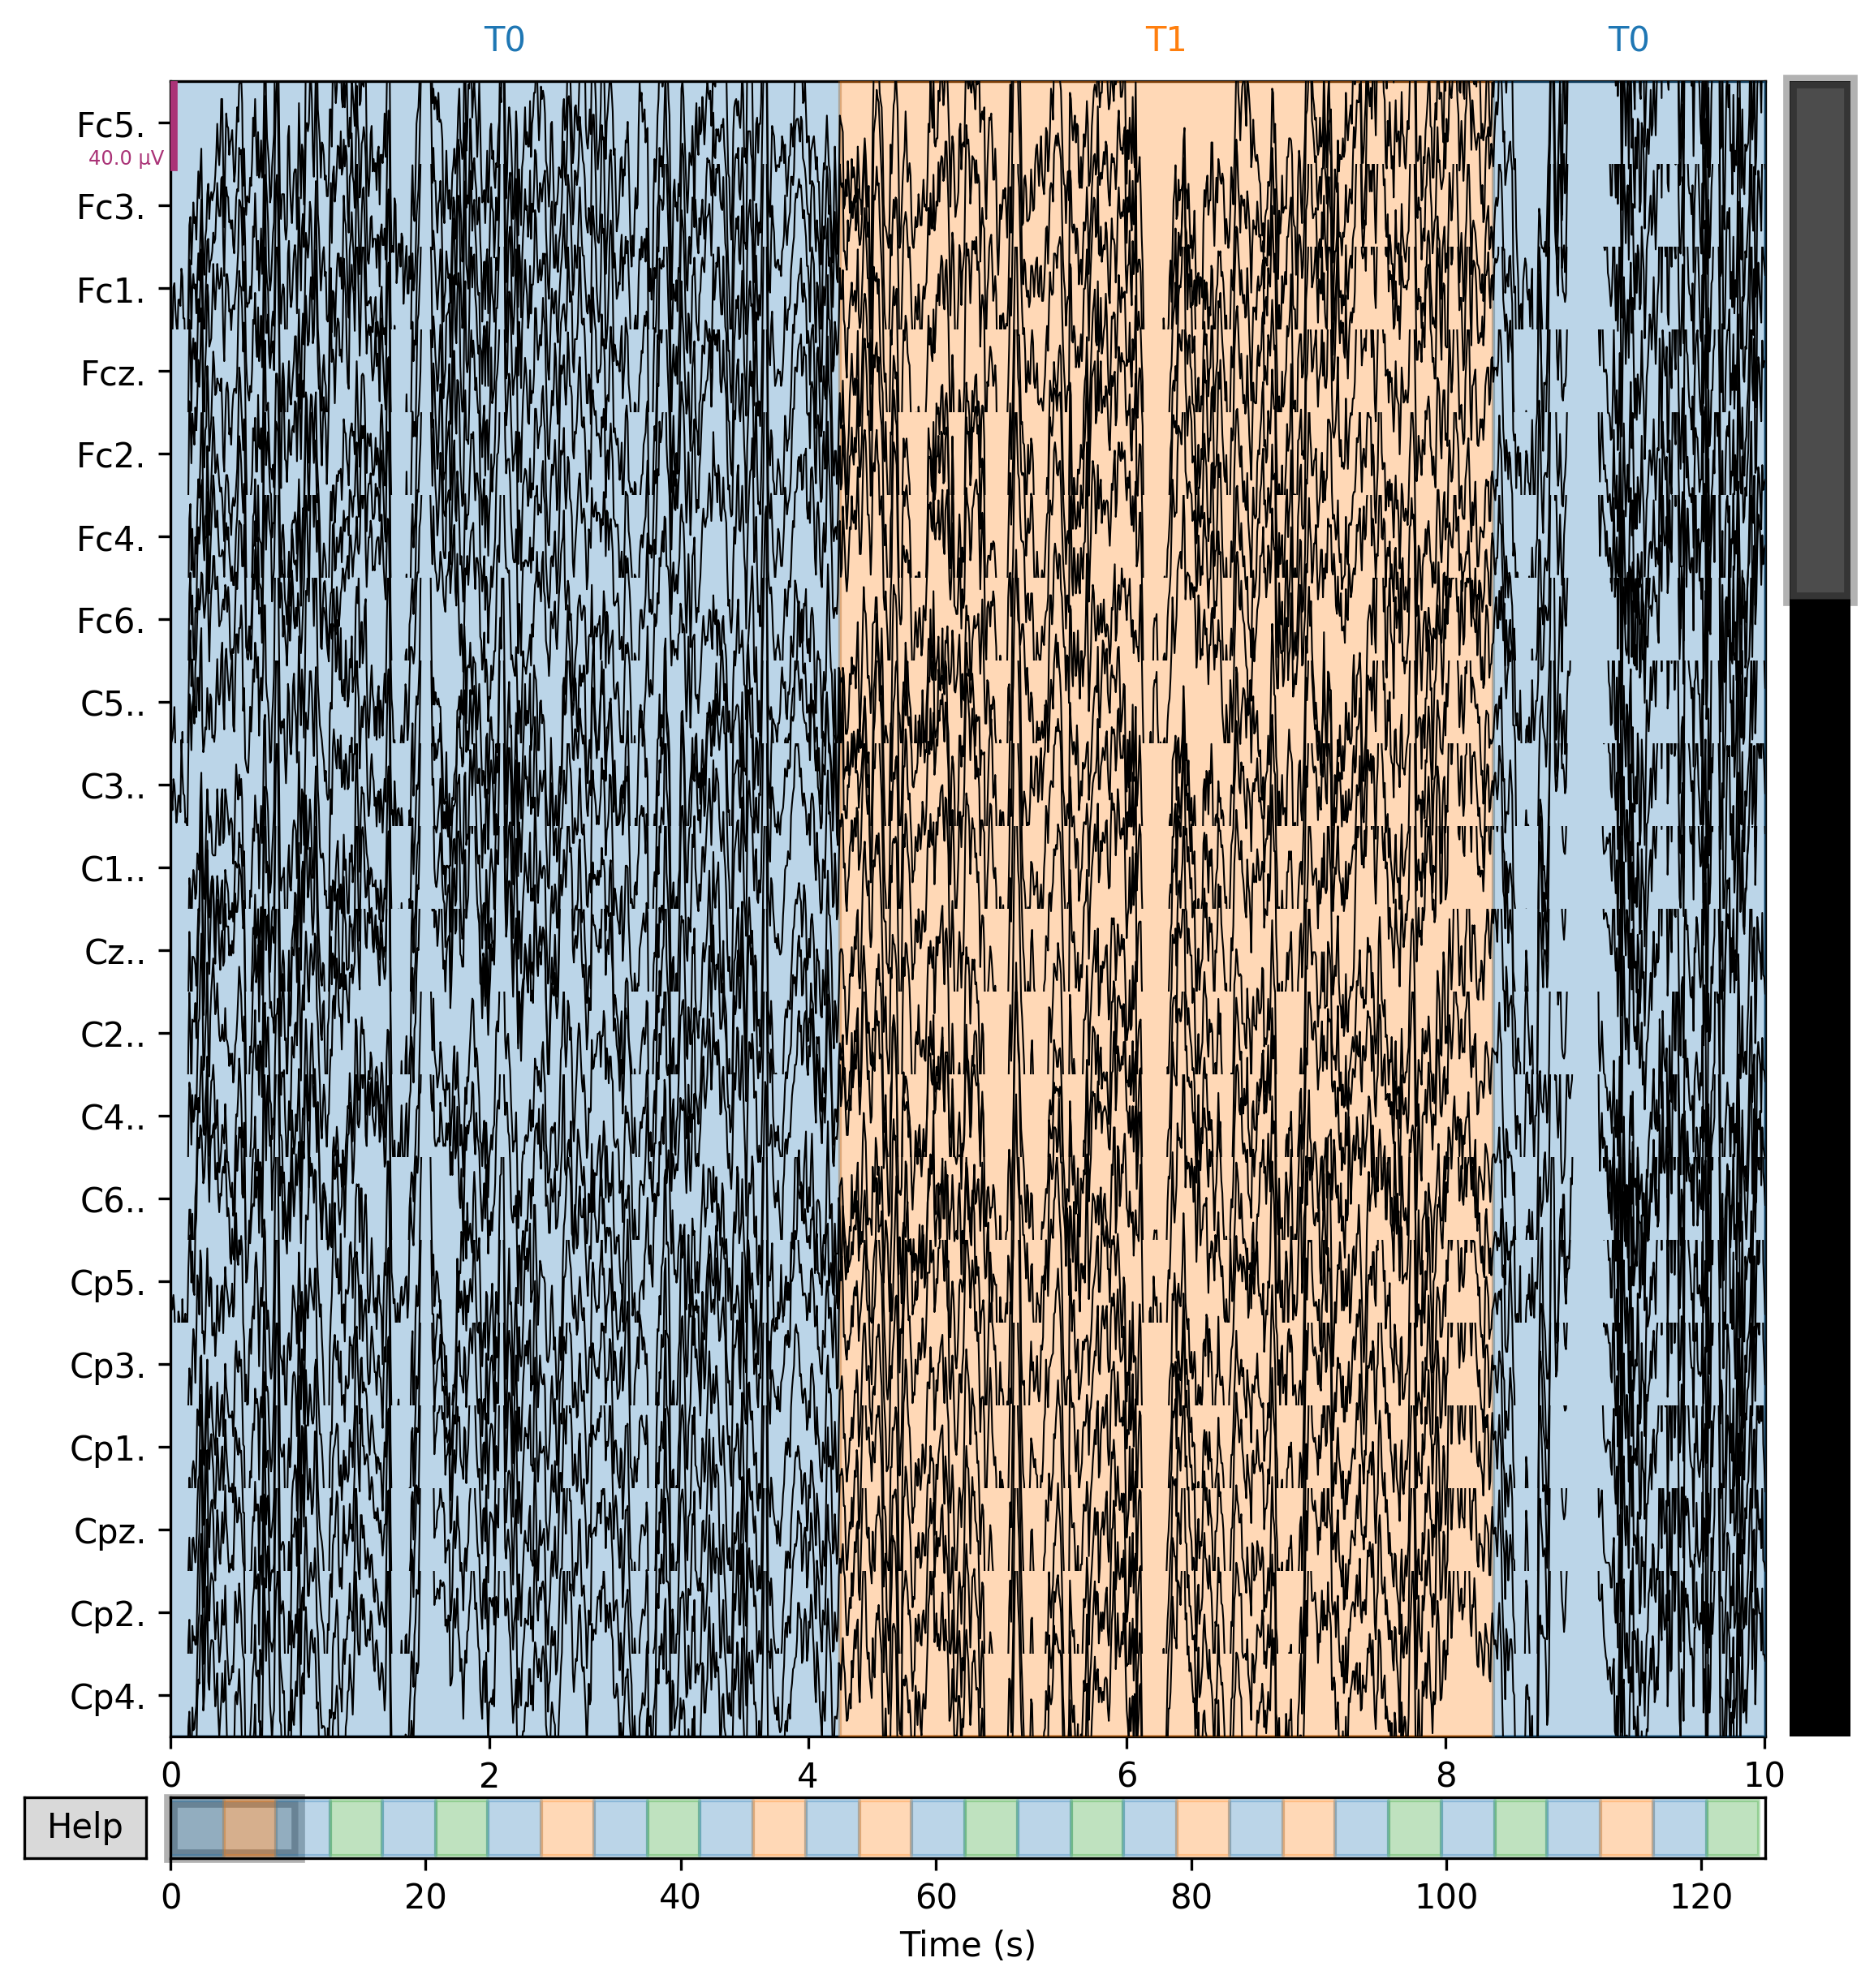 T0 T1 T0
Fc5.
40.0 µV
Fc3.
Fc1.
Fcz.
Fc2.
Fc4.
Fc6.
C5..
C3..
C1..
Cz..
C2..
C4..
C6..
Cp5.
Cp3.
Cp1.
Cpz.
Cp2.
Cp4.
0 2 4 6 8 10
Help
0 20 40 60 80 100 120
Time (s)